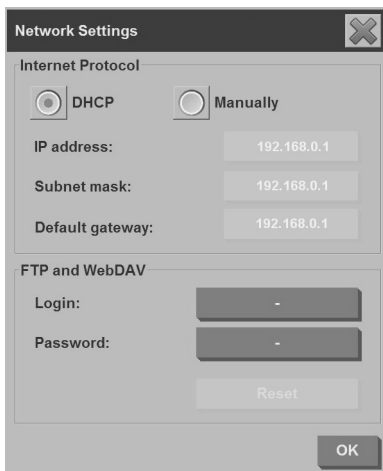 Network Settings
Internet Protocol
DHCP
Manually
IP address:
192.168.0.1
Subnet mask:
192.168.0.1
Default gateway:
192.168.0.1
FTP and WebDAV
Login:
-
Password:
-
Reset
OK